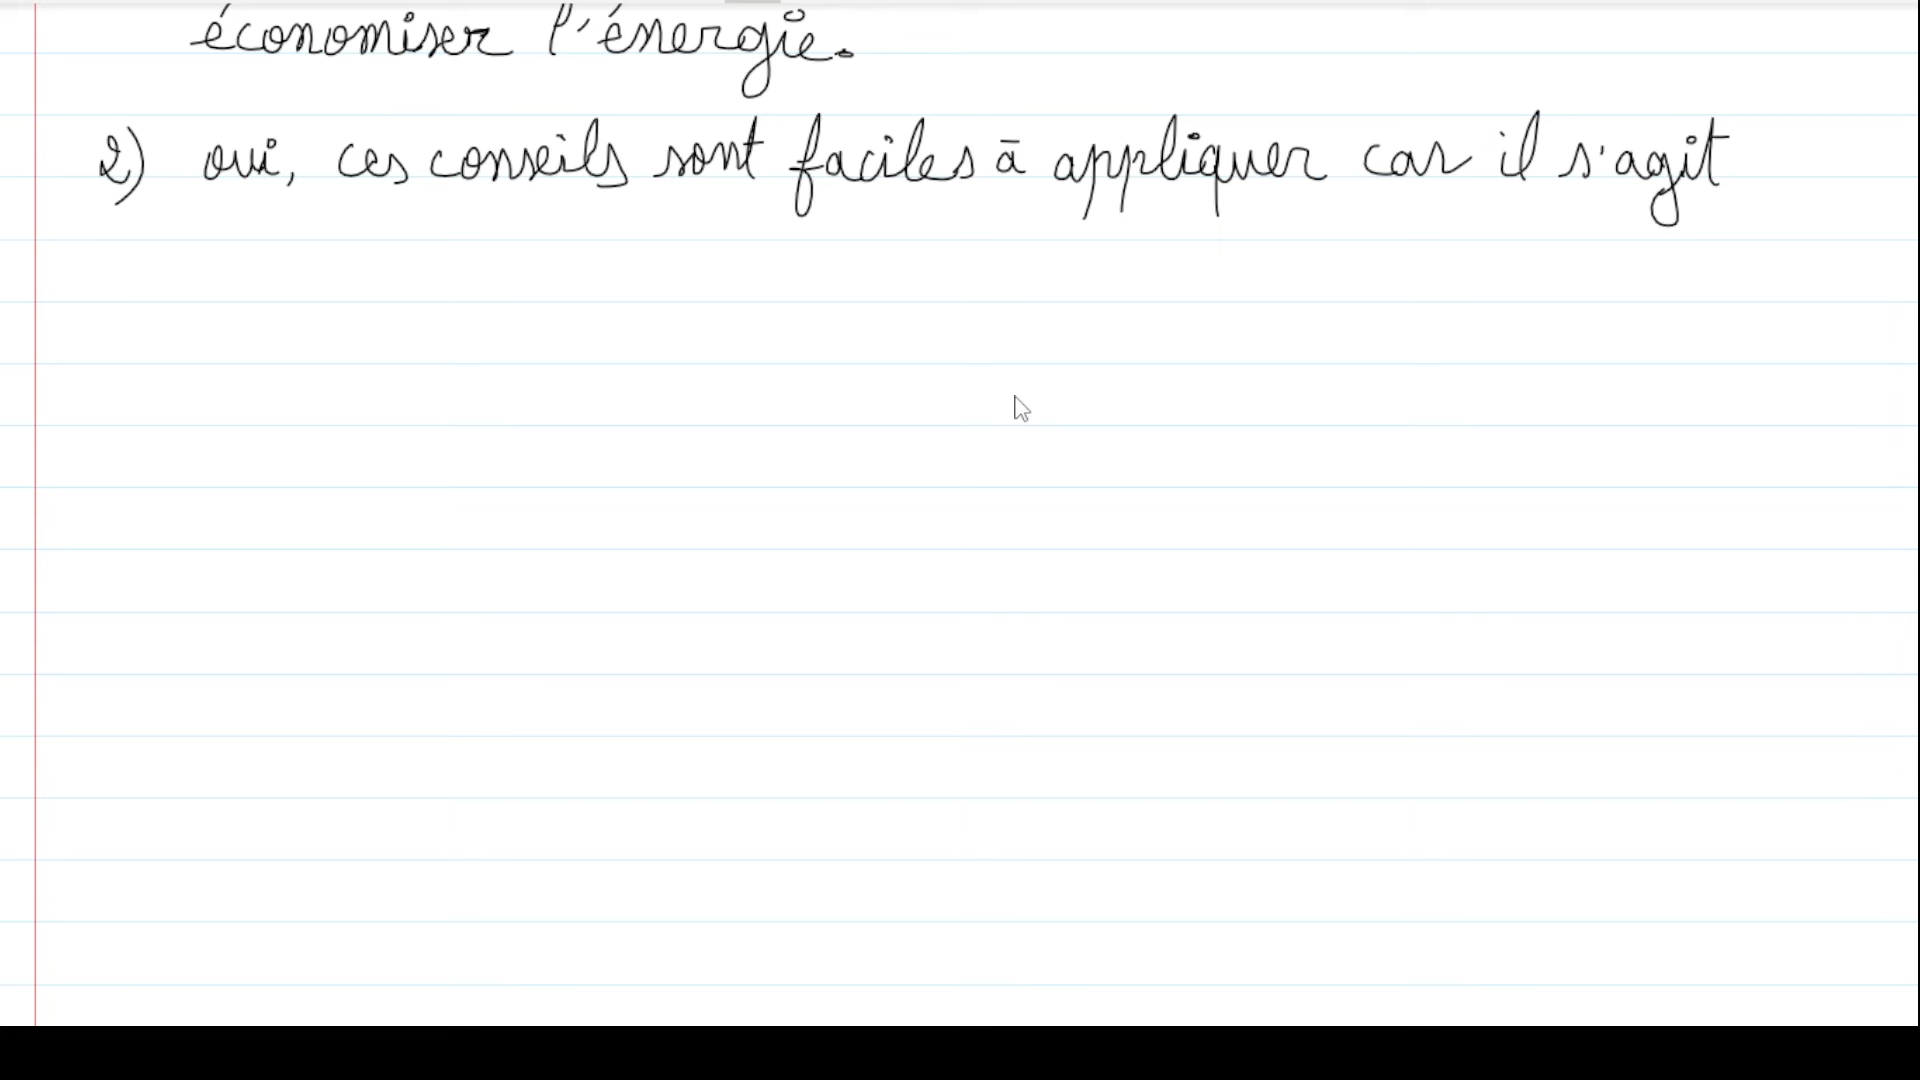 économiser l'énergie.
2) oui, ces conseils sont faciles à appliquer car il s'agit